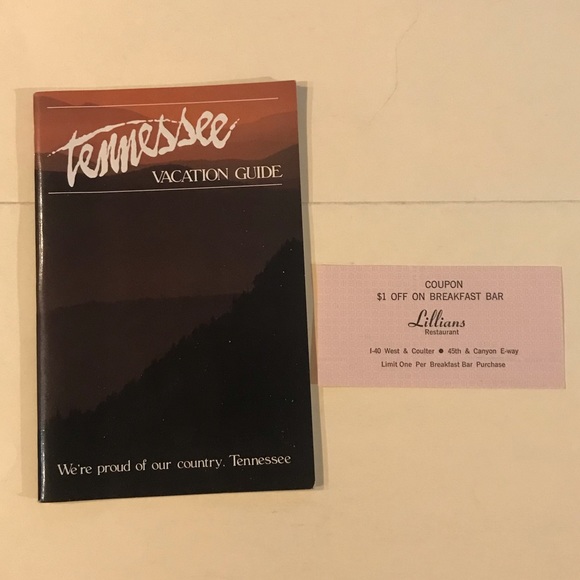 Tennessee
VACATION GUIDE
We're proud of our country, Tennessee
COUPON
$1 OFF ON BREAKFAST BAR
Lillians
Restaurant
I-40 West & Coulter ● 45th & Canyon E-way
Limit One Per Breakfast Bar Purchase